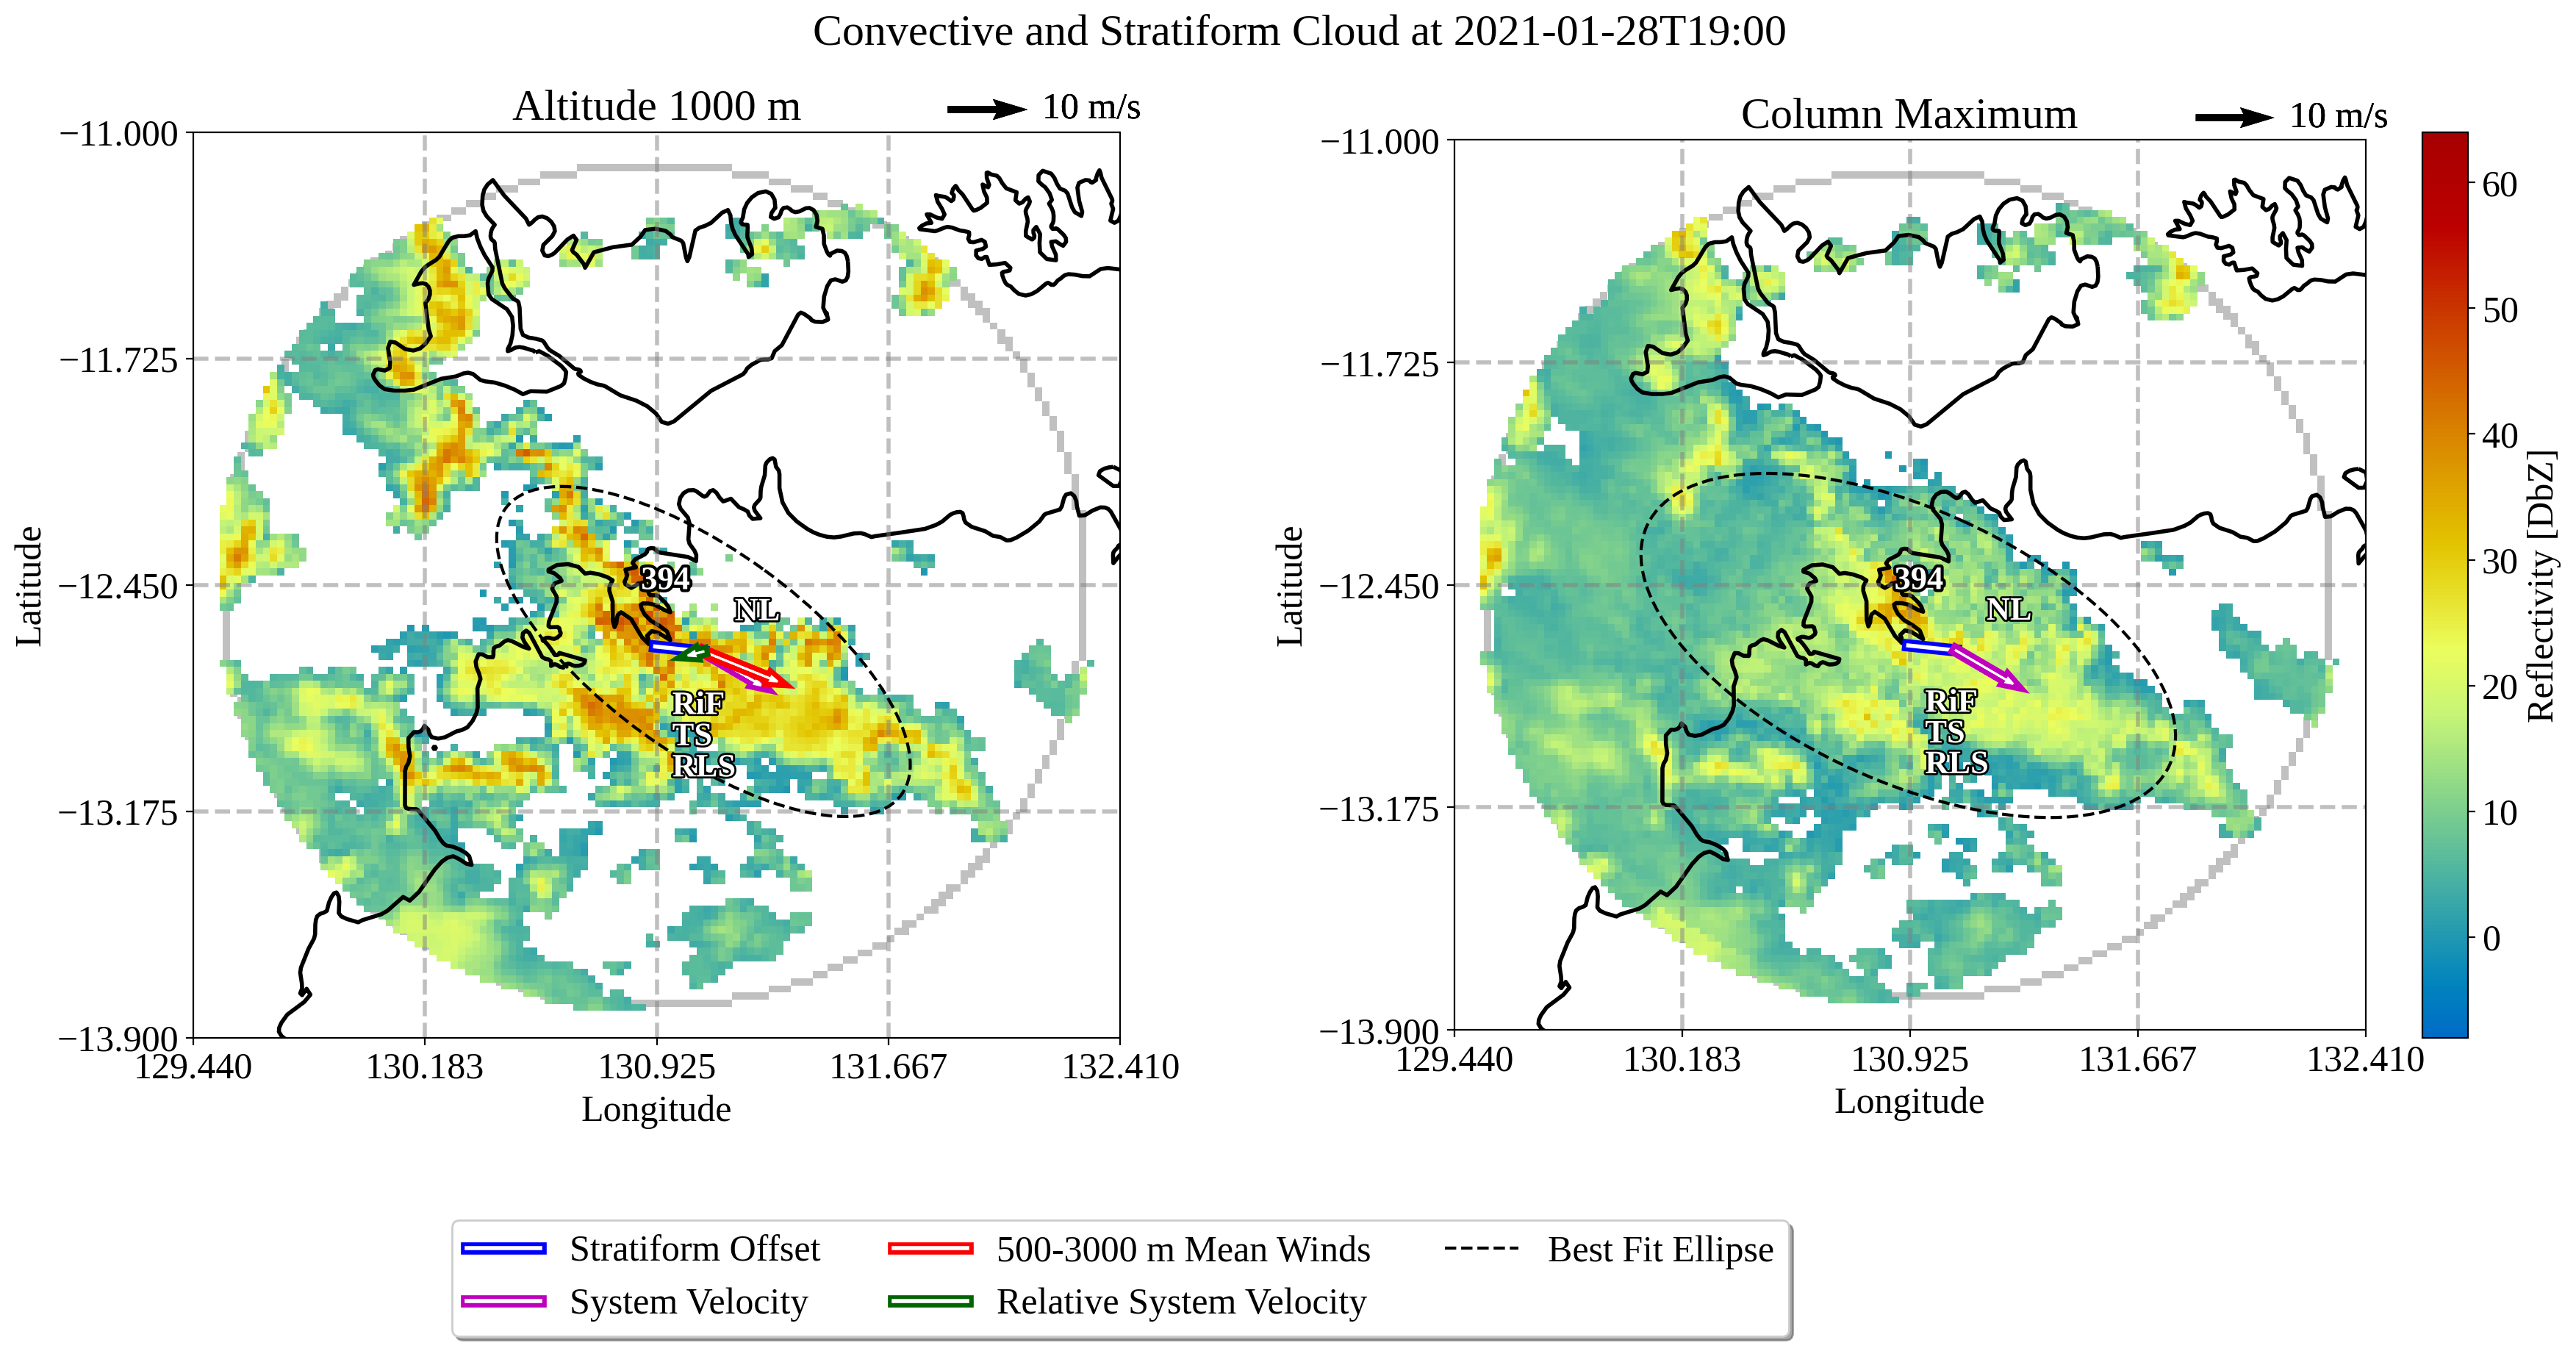 Convective and Stratiform Cloud at 2021-01-28T19:00
Altitude 1000 m
10 m/s
−11.000
−11.725
−12.450
−13.175
−13.900
Latitude
129.440
130.183
130.925
131.667
132.410
Longitude
394
NL
RiF
TS
RLS
Column Maximum
10 m/s
−11.000
−11.725
−12.450
−13.175
−13.900
Latitude
129.440
130.183
130.925
131.667
132.410
Longitude
394
NL
RiF
TS
RLS
60
50
40
30
20
10
0
Reflectivity [DbZ]
Stratiform Offset
System Velocity
500-3000 m Mean Winds
Relative System Velocity
Best Fit Ellipse